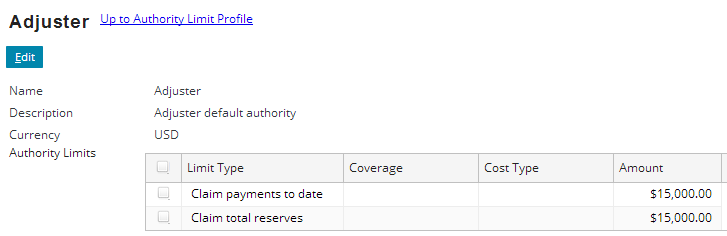 Adjuster Up to Authority Limit Profile
Edit
Name Adjuster
Description Adjuster default authority
Currency USD
Authority Limits
Limit Type Coverage Cost Type Amount
Claim payments to date $15,000.00
Claim total reserves $15,000.00